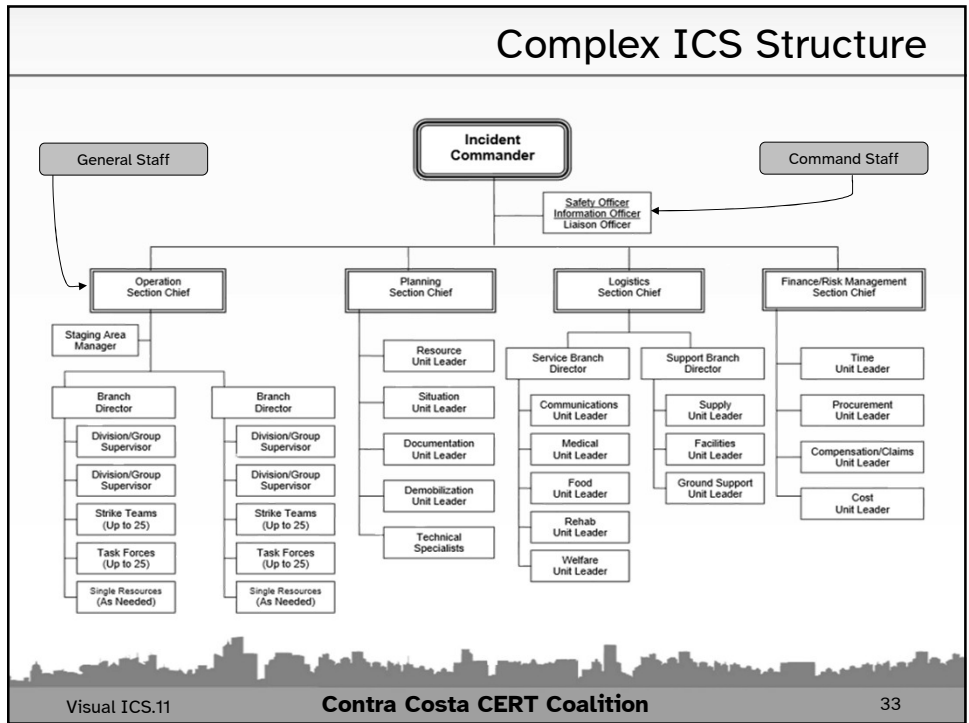 Complex ICS Structure
Incident
Commander
General Staff
Command Staff
Safety Officer
Information Officer
Liaison Officer
Operation
Section Chief
Planning
Section Chief
Logistics
Section Chief
Finance/Risk Management
Section Chief
Staging Area
Manager
Branch
Director
Division/Group
Supervisor
Division/Group
Supervisor
Strike Teams
(Up to 25)
Task Forces
(Up to 25)
Single Resources
(As Needed)
Branch
Director
Division/Group
Supervisor
Division/Group
Supervisor
Strike Teams
(Up to 25)
Task Forces
(Up to 25)
Single Resources
(As Needed)
Resource
Unit Leader
Situation
Unit Leader
Documentation
Unit Leader
Demobilization
Unit Leader
Technical
Specialists
Service Branch
Director
Communications
Unit Leader
Medical
Unit Leader
Food
Unit Leader
Rehab
Unit Leader
Welfare
Unit Leader
Support Branch
Director
Supply
Unit Leader
Facilities
Unit Leader
Ground Support
Unit Leader
Time
Unit Leader
Procurement
Unit Leader
Compensation/Claims
Unit Leader
Cost
Unit Leader
Visual ICS.11
Contra Costa CERT Coalition
33